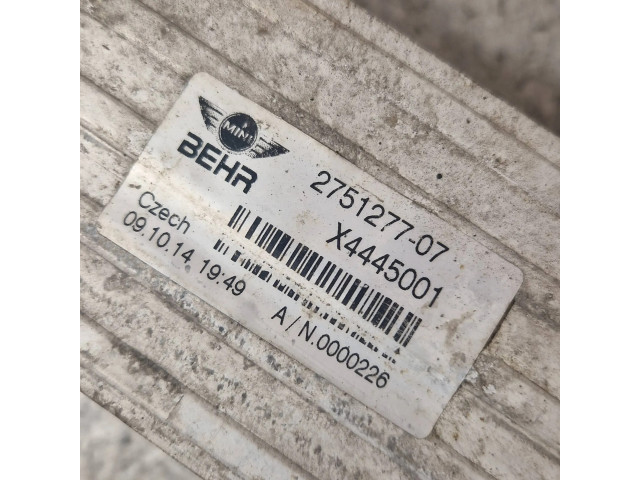 MINI
BEHR
2751277-07
X4445001
Czech
09.10.14 19:49
A/N.0000226